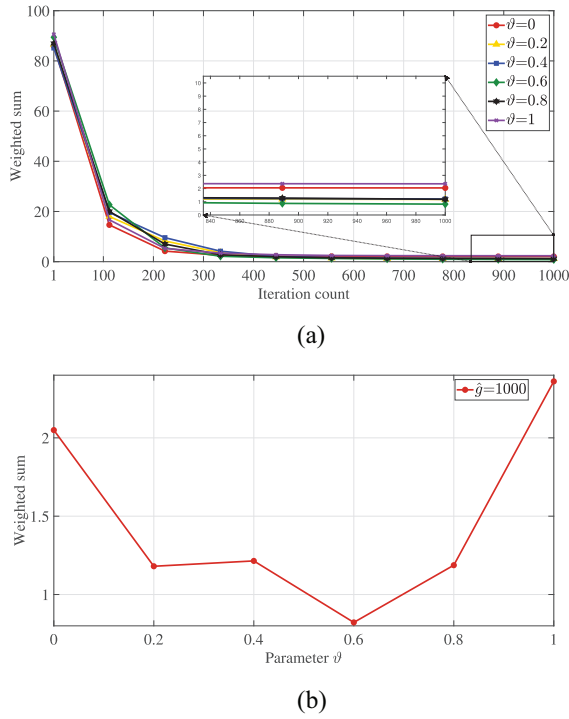 100
80
60
40
20
0
Weighted sum
ϑ=0
ϑ=0.2
ϑ=0.4
ϑ=0.6
ϑ=0.8
ϑ=1
10
9
8
7
6
5
4
3
2
1
0
840 860 880 900 920 940 960 980 1000
1 100 200 300 400 500 600 700 800 900 1000
Iteration count
(a)
ĝ=1000
2
1.5
1
Weighted sum
0 0.2 0.4 0.6 0.8 1
Parameter ϑ
(b)